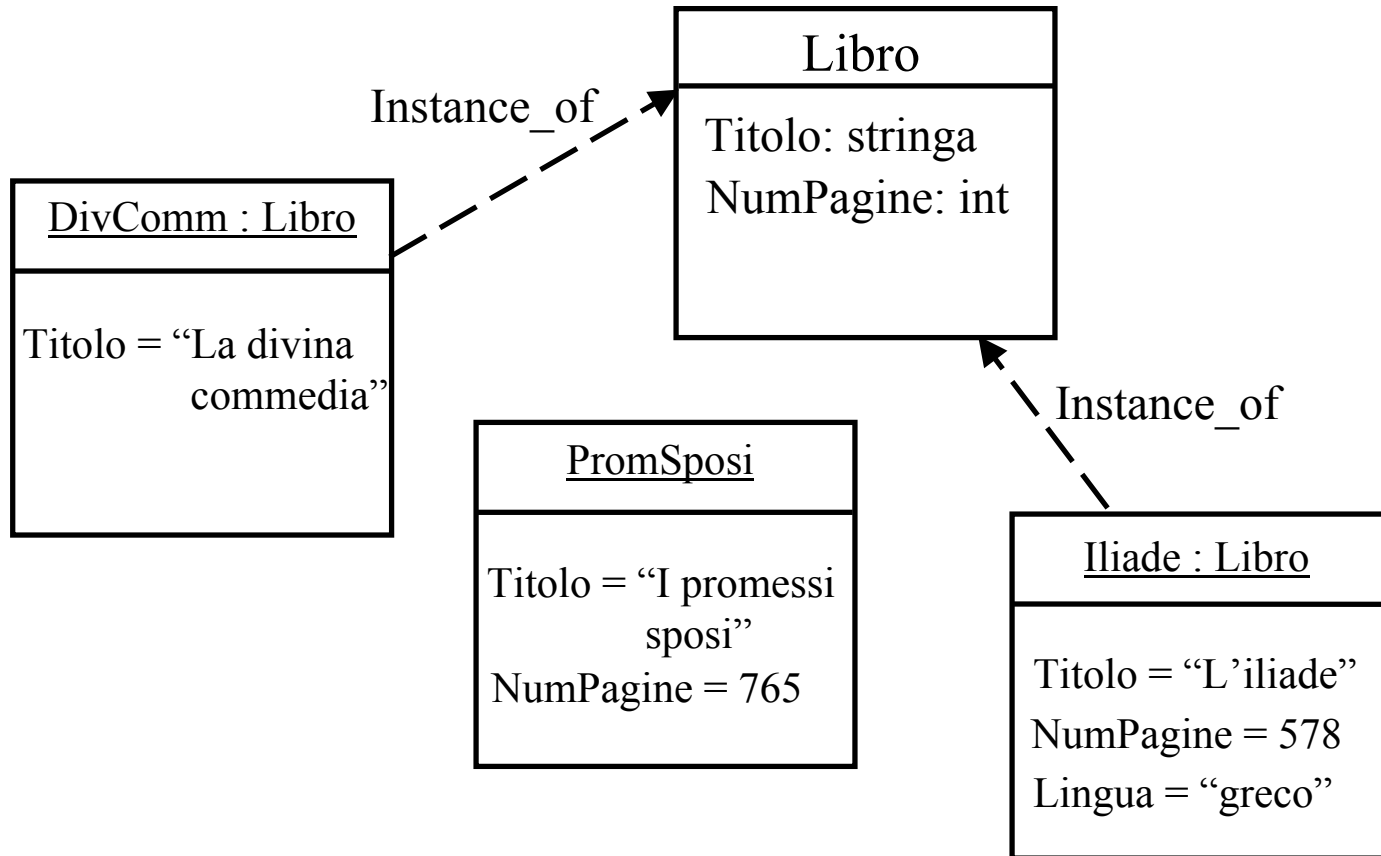 Libro
Titolo: stringa
NumPagine: int
Instance_of
DivComm : Libro
Titolo = “La divina
commedia”
Instance_of
PromSposi
Titolo = “I promessi
sposi”
NumPagine = 765
Iliade : Libro
Titolo = “L’iliade”
NumPagine = 578
Lingua = “greco”